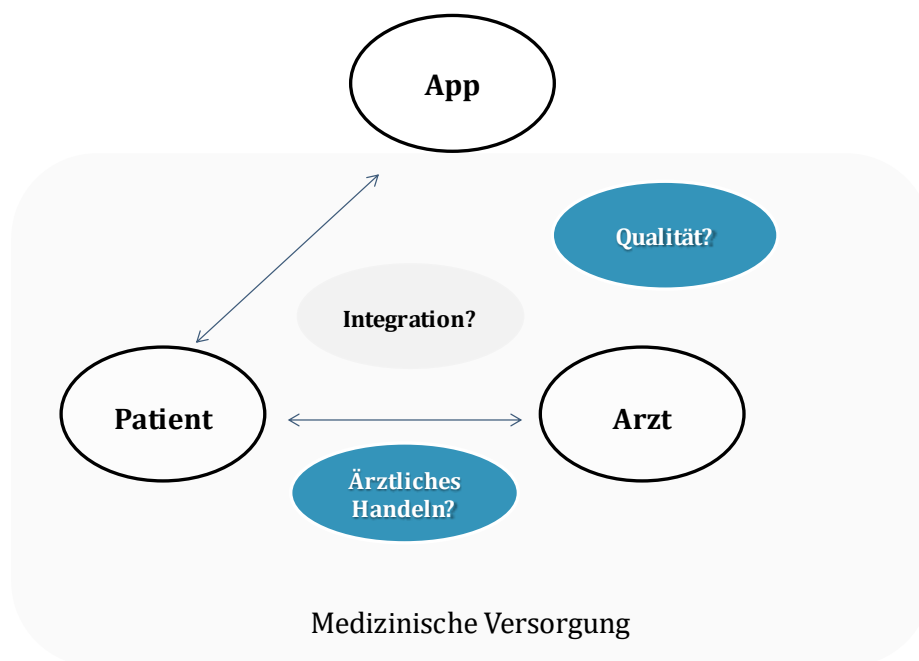 App
Qualität?
Integration?
Patient
Arzt
Ärztliches
Handeln?
Medizinische Versorgung